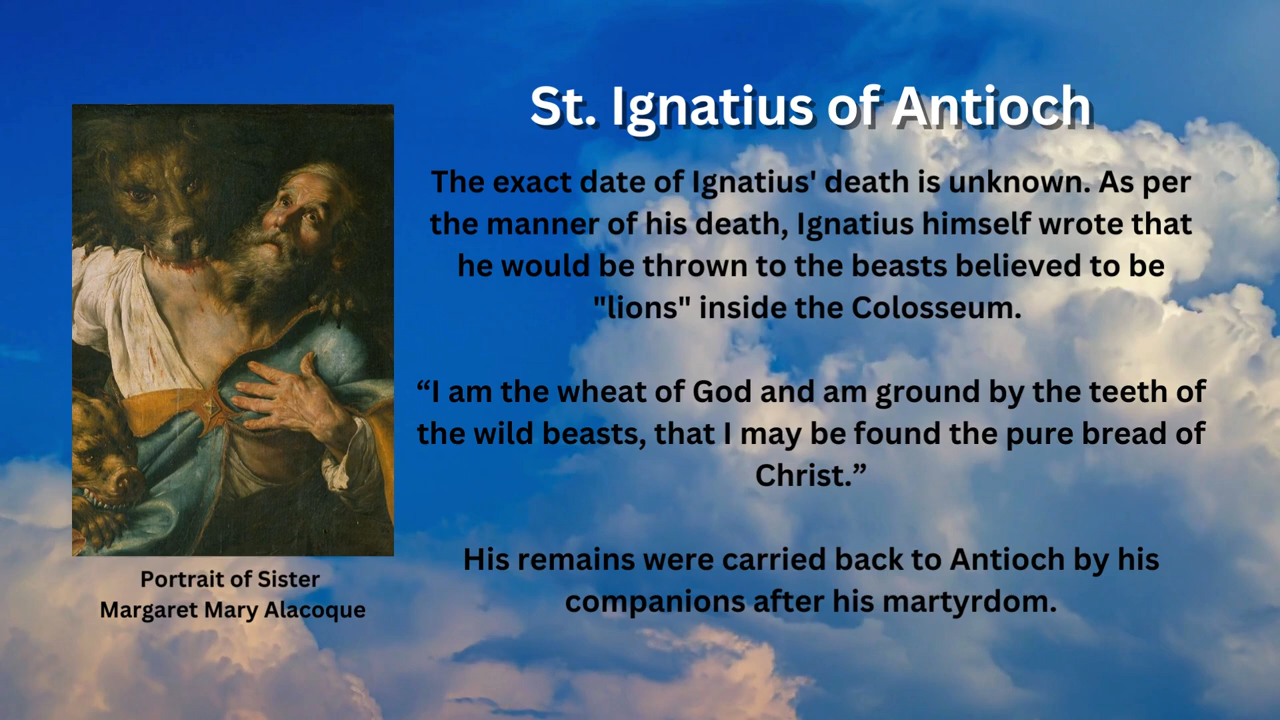 St. Ignatius of Antioch
The exact date of Ignatius' death is unknown. As per
the manner of his death, Ignatius himself wrote that
he would be thrown to the beasts believed to be
"lions" inside the Colosseum.
“I am the wheat of God and am ground by the teeth of
the wild beasts, that I may be found the pure bread of
Christ.”
His remains were carried back to Antioch by his
companions after his martyrdom.
Portrait of Sister
Margaret Mary Alacoque